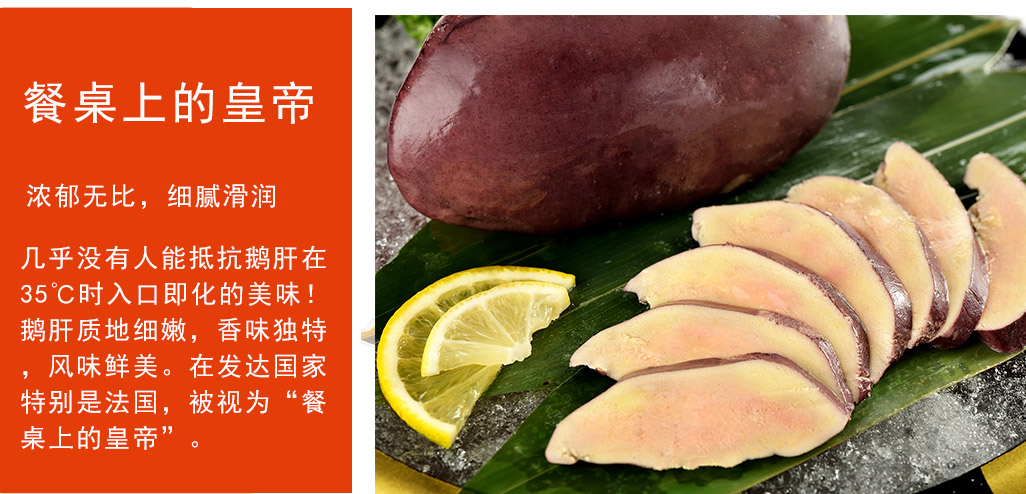 餐桌上的皇帝
浓郁无比，细腻滑润
几乎没有人能抵抗鹅肝在
35℃时入口即化的美味！
鹅肝质地细嫩，香味独特
，风味鲜美。在发达国家
特别是法国，被视为“餐
桌上的皇帝”。